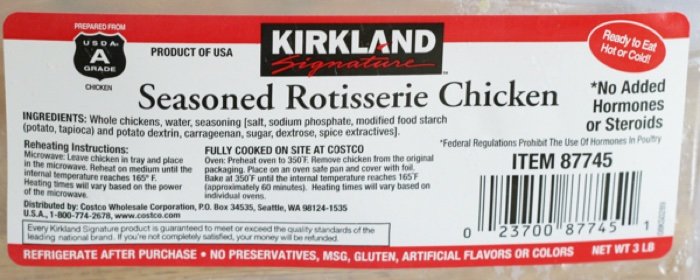 PREPARED FROM
USDA
A
GRADE
CHICKEN
PRODUCT OF USA
KIRKLAND
Signature
Ready to Eat
Hot or Cold!
Seasoned Rotisserie Chicken
*No Added
Hormones
or Steroids
INGREDIENTS: Whole chickens, water, seasoning [salt, sodium phosphate, modified food starch
(potato, tapioca) and potato dextrin, carrageenan, sugar, dextrose, spice extractives].
*Federal Regulations Prohibit The Use Of Hormones In Poultry
Reheating Instructions:
Microwave: Leave chicken in tray and place
in the microwave. Reheat on medium until the
internal temperature reaches 165° F.
Heating times will vary based on the power
of the microwave.
FULLY COOKED ON SITE AT COSTCO
Oven: Preheat oven to 350°F. Remove chicken from the original
packaging. Place on an oven safe pan and cover with foil.
Bake at 350°F until the internal temperature reaches 165°F
(approximately 60 minutes). Heating times will vary based on
individual ovens.
ITEM 87745
0 23700 87745 1
Distributed by: Costco Wholesale Corporation, P.O. Box 34535, Seattle, WA 98124-1535
U.S.A., 1-800-774-2678, www.costco.com
Every Kirkland Signature product is guaranteed to meet or exceed the quality standards of the
leading national brand. If you're not completely satisfied, your money will be refunded.
REFRIGERATE AFTER PURCHASE • NO PRESERVATIVES, MSG, GLUTEN, ARTIFICIAL FLAVORS OR COLORS NET WT 3 LB